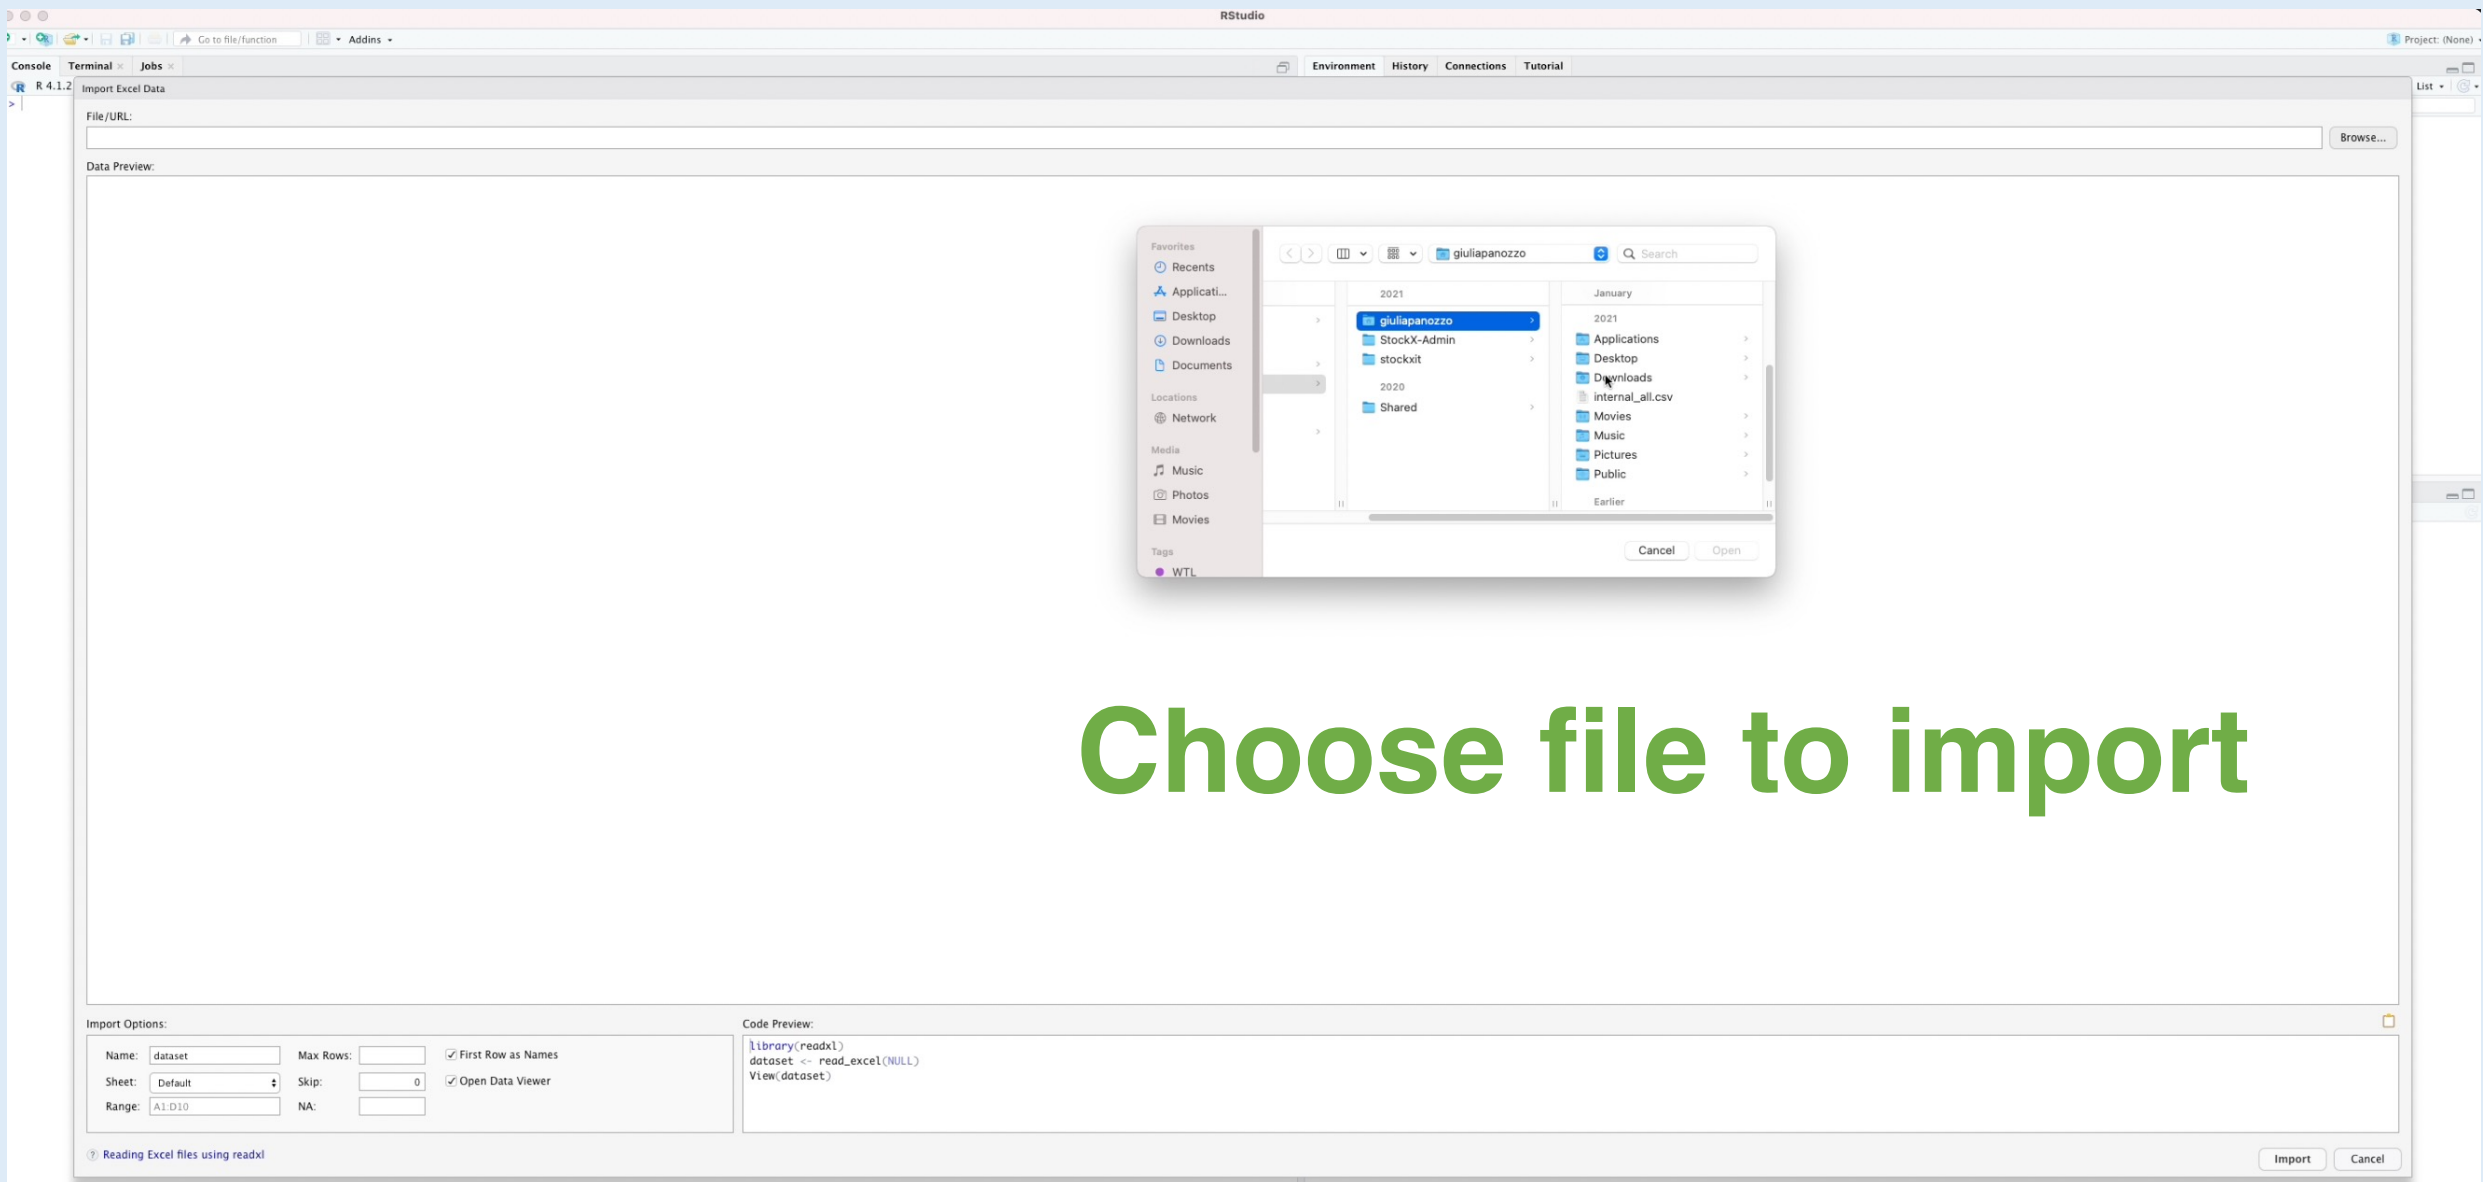 RStudio
Go to file/function
Addins
Project: (None)
Console
Terminal
Jobs
Environment
History
Connections
Tutorial
R 4.1.2
Import Excel Data
List
>
File/URL:
Browse...
Data Preview:
Favorites
Recents
Applicati...
Desktop
Downloads
Documents
Locations
Network
Media
Music
Photos
Movies
Tags
WTL
giuliapanozzo
Search
2021
giuliapanozzo
StockX-Admin
stockxit
2020
Shared
January
2021
Applications
Desktop
Downloads
internal_all.csv
Movies
Music
Pictures
Public
Earlier
Cancel
Open
Choose file to import
Import Options:
Name: dataset
Max Rows:
First Row as Names
Sheet: Default
Skip: 0
Open Data Viewer
Range: A1:D10
NA:
Code Preview:
library(readxl)
dataset <- read_excel(NULL)
View(dataset)
? Reading Excel files using readxl
Import
Cancel